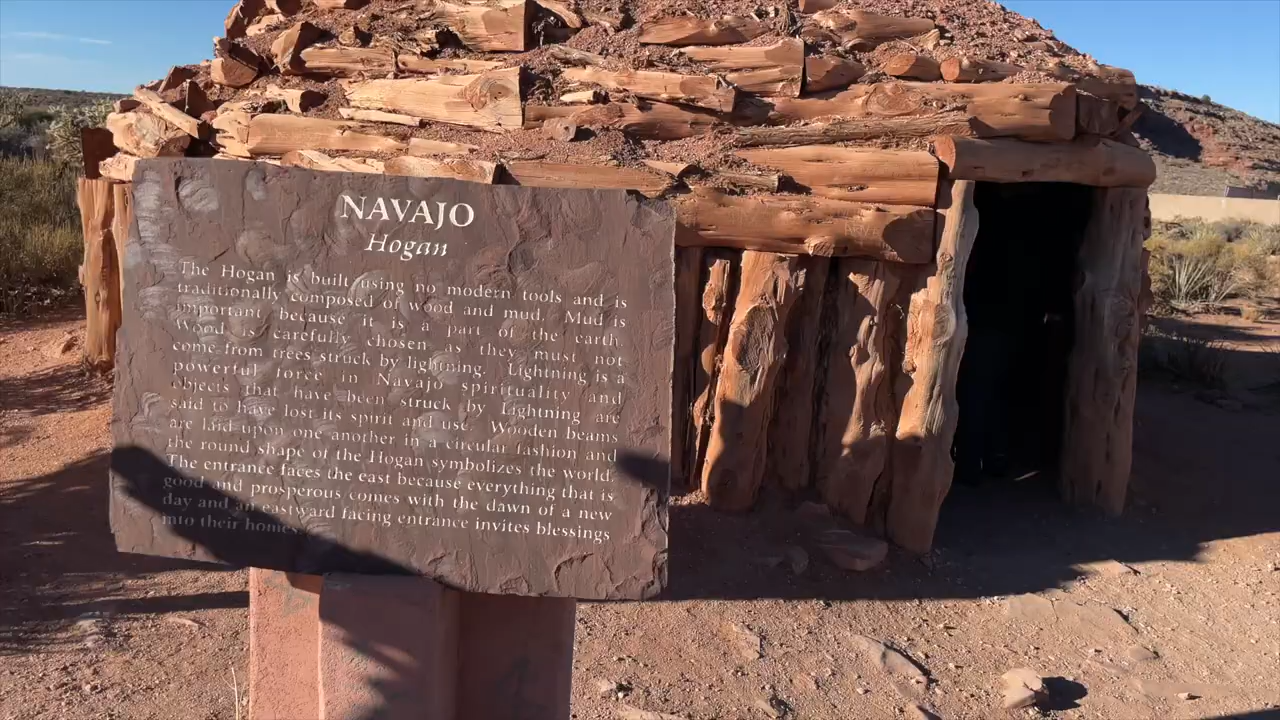 NAVAJO
Hogan
The Hogan is built using no modern tools and is
traditionally composed of wood and mud. Mud is
important because it is a part of the earth.
Wood is carefully chosen as they must not
come from trees struck by lightning. Lightning is a
powerful force in Navajo spirituality and
objects that have been struck by Lightning are
said to have lost its spirit and use. Wooden beams
are laid upon one another in a circular fashion and
the round shape of the Hogan symbolizes the world.
The entrance faces the east because everything that is
good and prosperous comes with the dawn of a new
day and an eastward facing entrance invites blessings
into their homes.